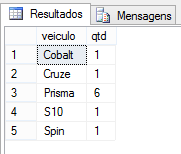 Resultados Mensagens
veiculo qtd
1 Cobalt 1
2 Cruze 1
3 Prisma 6
4 S10 1
5 Spin 1